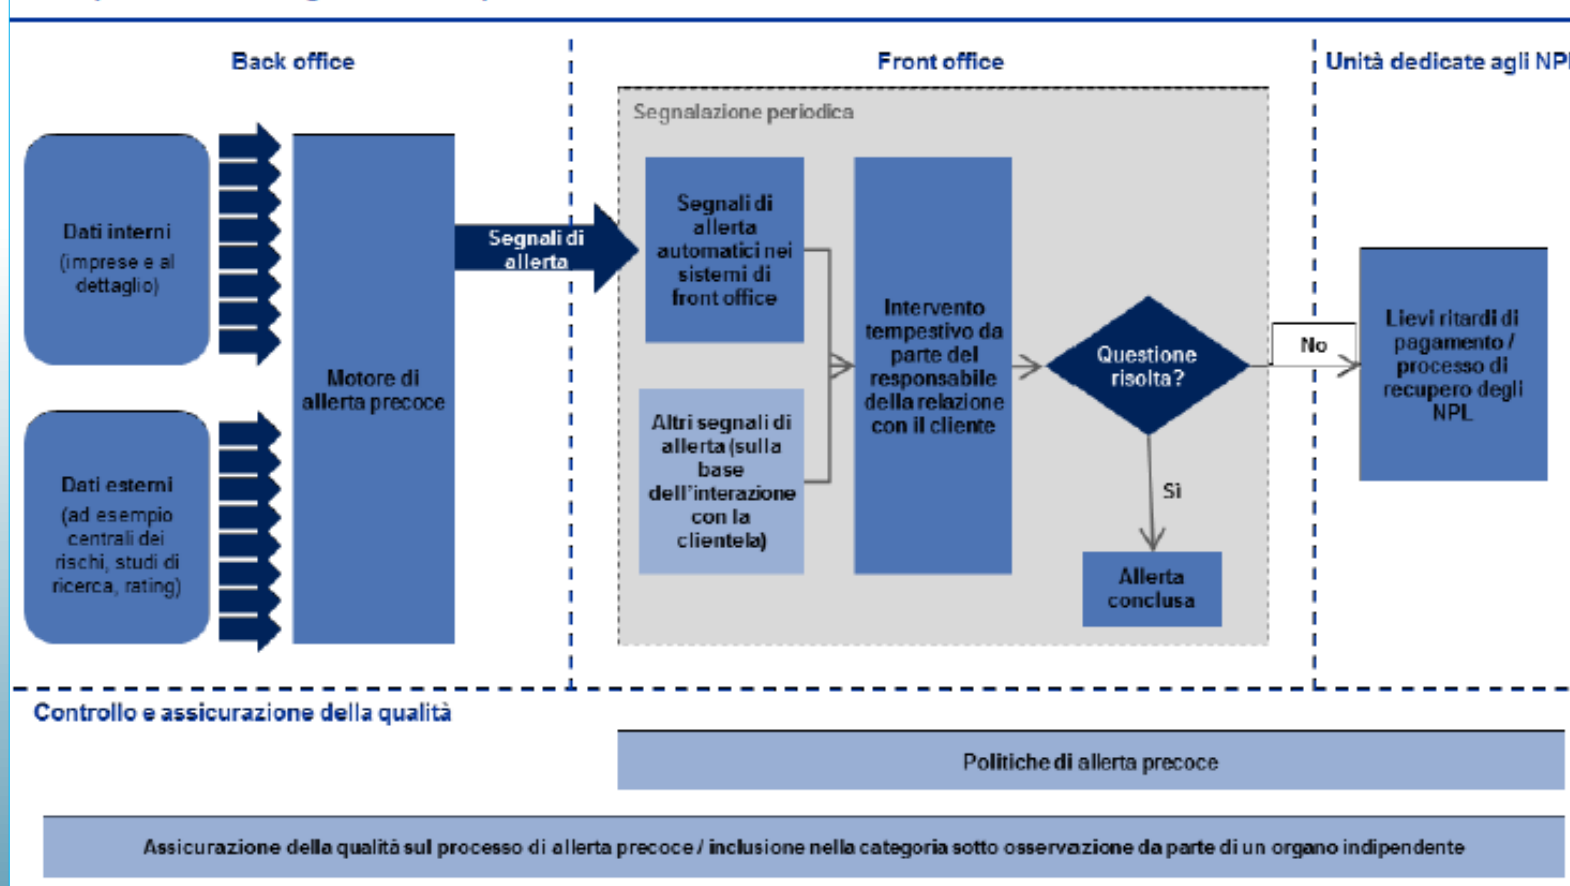 Back office
Front office
Unità dedicate agli NPL
Segnalazione periodica
Dati interni
(imprese e al
dettaglio)
Dati esterni
(ad esempio
centrali dei
rischi, studi di
ricerca, rating)
Motore di
allerta precoce
Segnali di
allerta
Segnali di
allerta
automatici nei
sistemi di
front office
Altri segnali di
allerta (sulla
base
dell'interazione
con la
clientela)
Intervento
tempestivo da
parte del
responsabile
della relazione
con il cliente
Questione
risolta?
Sì
Allerta
conclusa
No
Lievi ritardi di
pagamento /
processo di
recupero degli
NPL
Controllo e assicurazione della qualità
Politiche di allerta precoce
Assicurazione della qualità sul processo di allerta precoce / inclusione nella categoria sotto osservazione da parte di un organo indipendente